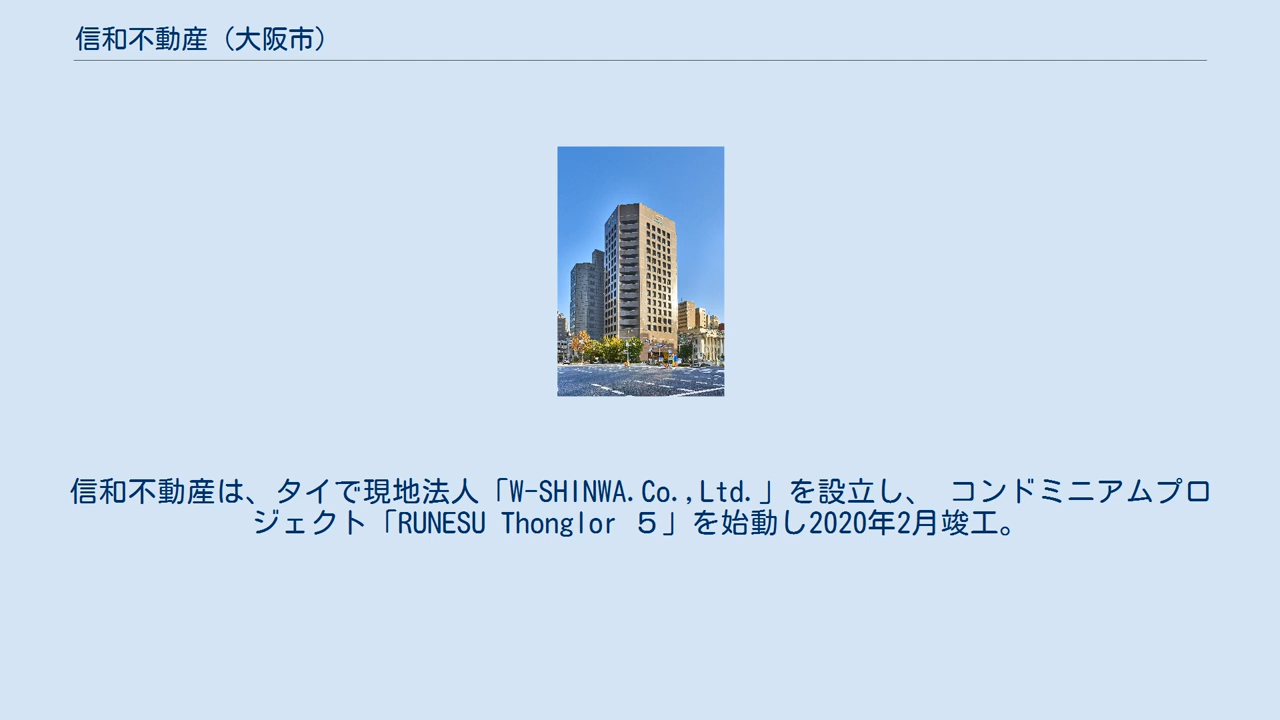 信和不動産（大阪市）
信和不動産は、タイで現地法人「W-SHINWA.Co.,Ltd.」を設立し、 コンドミニアムプロ
ジェクト「RUNESU Thonglor ５」を始動し2020年2月竣工。